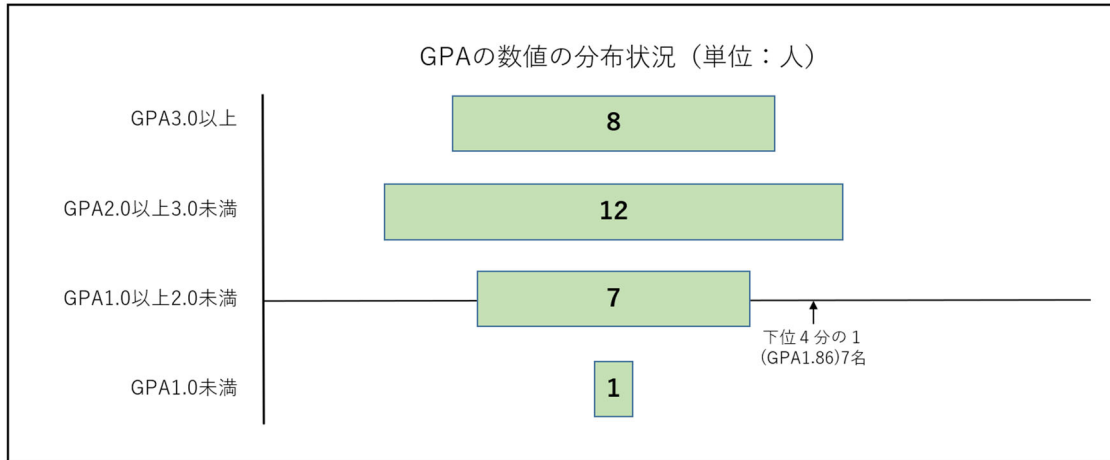 GPAの数値の分布状況（単位：人）
GPA3.0以上
8
GPA2.0以上3.0未満
12
GPA1.0以上2.0未満
7
下位４分の１
(GPA1.86)7名
GPA1.0未満
1